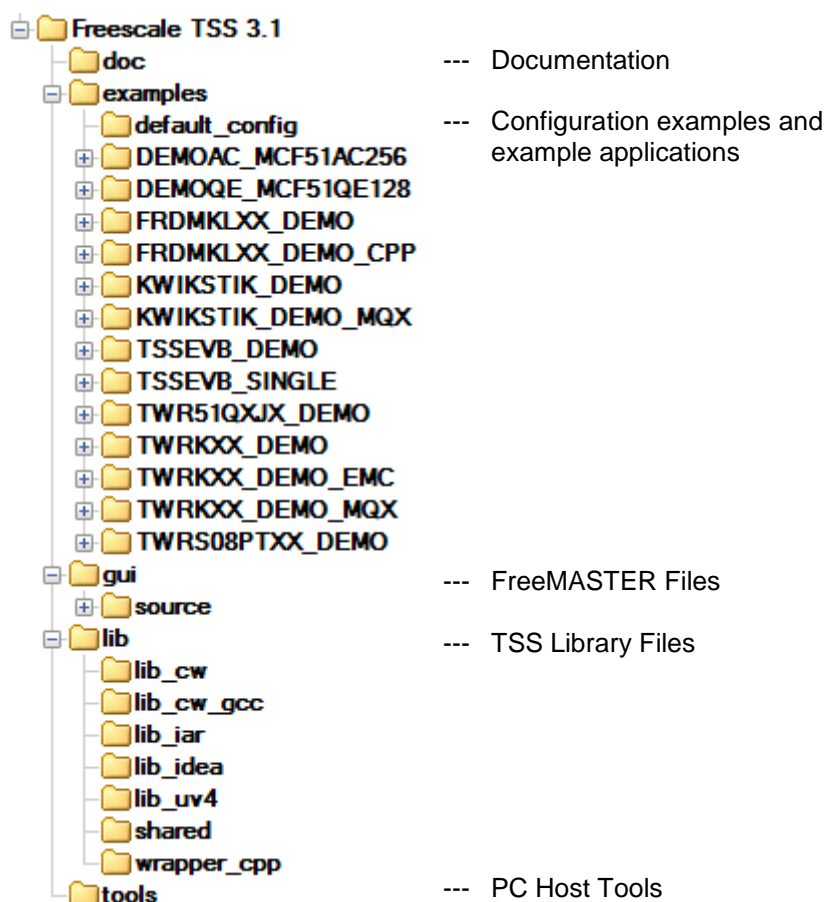 Freescale TSS 3.1
doc --- Documentation
examples --- Configuration examples and
default_config example applications
DEMOAC_MCF51AC256
DEMOQE_MCF51QE128
FRDMKLXX_DEMO
FRDMKLXX_DEMO_CPP
KWIKSTIK_DEMO
KWIKSTIK_DEMO_MQX
TSSEVB_DEMO
TSSEVB_SINGLE
TWR51QXJX_DEMO
TWRKXX_DEMO
TWRKXX_DEMO_EMC
TWRKXX_DEMO_MQX
TWRS08PTXX_DEMO
gui --- FreeMASTER Files
source
lib --- TSS Library Files
lib_cw
lib_cw_gcc
lib_iar
lib_idea
lib_uv4
shared
wrapper_cpp
tools --- PC Host Tools